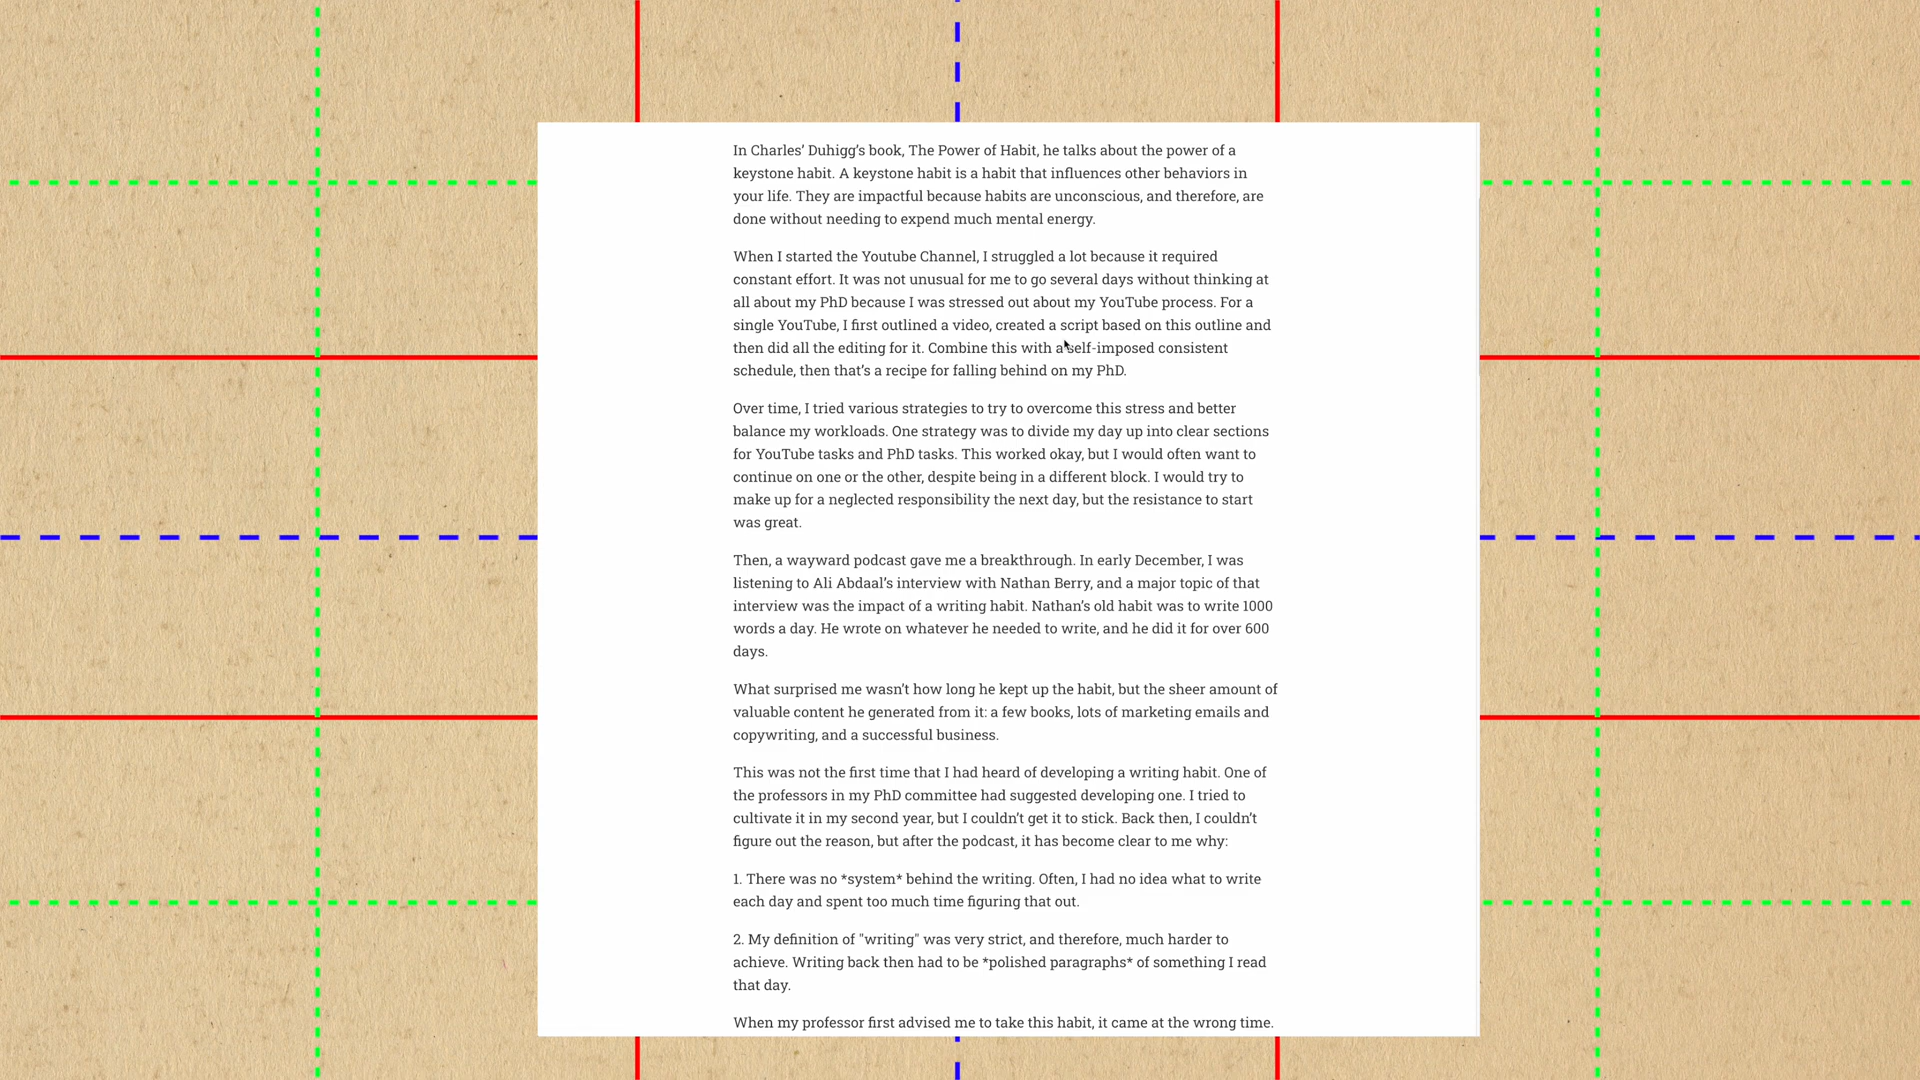 In Charles’ Duhigg’s book, The Power of Habit, he talks about the power of a
keystone habit. A keystone habit is a habit that influences other behaviors in
your life. They are impactful because habits are unconscious, and therefore, are
done without needing to expend much mental energy.
When I started the Youtube Channel, I struggled a lot because it required
constant effort. It was not unusual for me to go several days without thinking at
all about my PhD because I was stressed out about my YouTube process. For a
single YouTube, I first outlined a video, created a script based on this outline and
then did all the editing for it. Combine this with a self-imposed consistent
schedule, then that’s a recipe for falling behind on my PhD.
Over time, I tried various strategies to try to overcome this stress and better
balance my workloads. One strategy was to divide my day up into clear sections
for YouTube tasks and PhD tasks. This worked okay, but I would often want to
continue on one or the other, despite being in a different block. I would try to
make up for a neglected responsibility the next day, but the resistance to start
was great.
Then, a wayward podcast gave me a breakthrough. In early December, I was
listening to Ali Abdaal’s interview with Nathan Berry, and a major topic of that
interview was the impact of a writing habit. Nathan’s old habit was to write 1000
words a day. He wrote on whatever he needed to write, and he did it for over 600
days.
What surprised me wasn’t how long he kept up the habit, but the sheer amount of
valuable content he generated from it: a few books, lots of marketing emails and
copywriting, and a successful business.
This was not the first time that I had heard of developing a writing habit. One of
the professors in my PhD committee had suggested developing one. I tried to
cultivate it in my second year, but I couldn’t get it to stick. Back then, I couldn’t
figure out the reason, but after the podcast, it has become clear to me why:
1. There was no *system* behind the writing. Often, I had no idea what to write
each day and spent too much time figuring that out.
2. My definition of "writing" was very strict, and therefore, much harder to
achieve. Writing back then had to be *polished paragraphs* of something I read
that day.
When my professor first advised me to take this habit, it came at the wrong time.